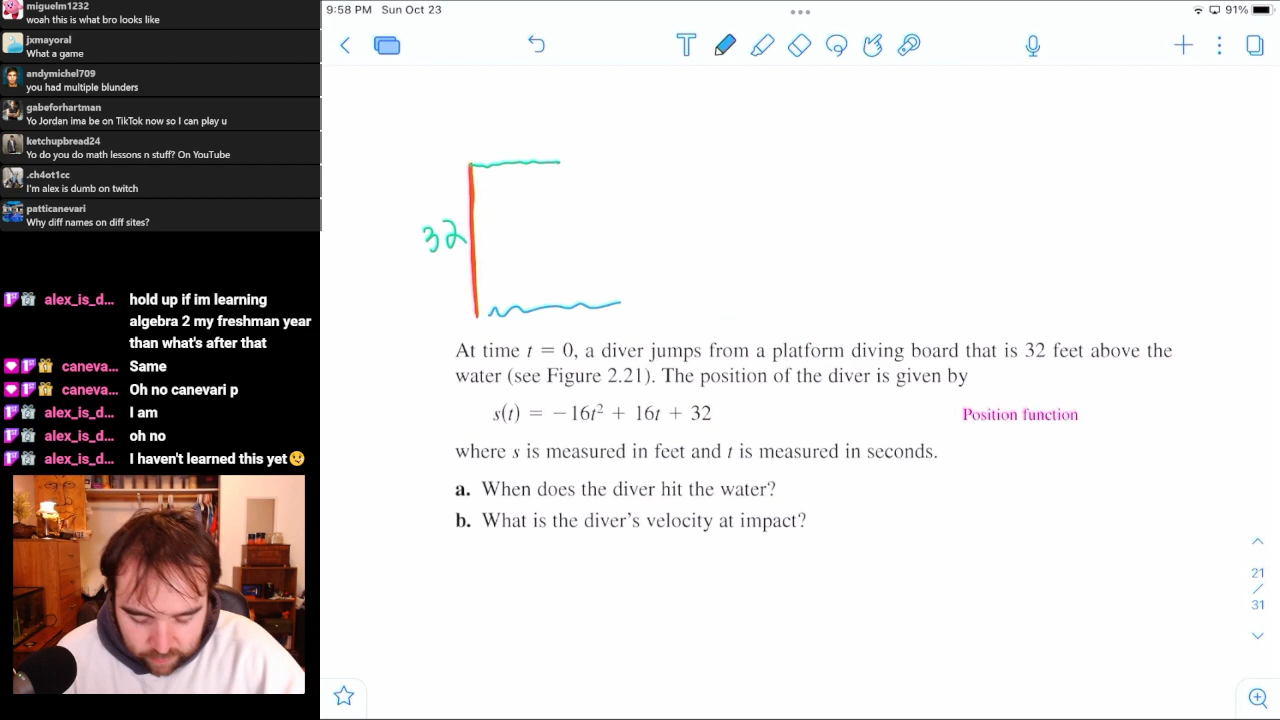 miguelm1232
woah this is what bro looks like
jxmayoral
What a game
andymichel709
you had multiple blunders
gabeforhartman
Yo Jordan ima be on TikTok now so I can play u
ketchupbread24
Yo do you do math lessons n stuff? On YouTube
.ch4ot1cc
I'm alex is dumb on twitch
patticanevari
Why diff names on diff sites?
alex_is_d... hold up if im learning
algebra 2 my freshman year
than what's after that
caneva... Same
caneva... Oh no canevari p
alex_is_d... I am
alex_is_d... oh no
alex_is_d... I haven't learned this yet🤨
9:58 PM Sun Oct 23
91%
32
At time t = 0, a diver jumps from a platform diving board that is 32 feet above the
water (see Figure 2.21). The position of the diver is given by
s(t) = −16t² + 16t + 32 Position function
where s is measured in feet and t is measured in seconds.
a. When does the diver hit the water?
b. What is the diver's velocity at impact?
21
/
31